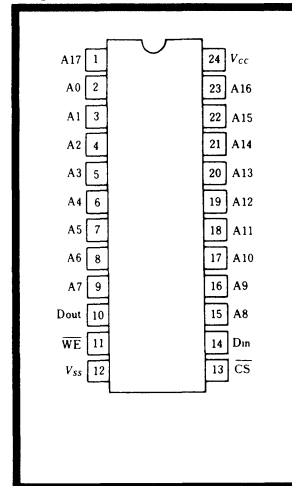 A17 1 24 Vcc
A0 2 23 A16
A1 3 22 A15
A2 4 21 A14
A3 5 20 A13
A4 6 19 A12
A5 7 18 A11
A6 8 17 A10
A7 9 16 A9
Dout 10 15 A8
WE 11 14 Din
Vss 12 13 CS